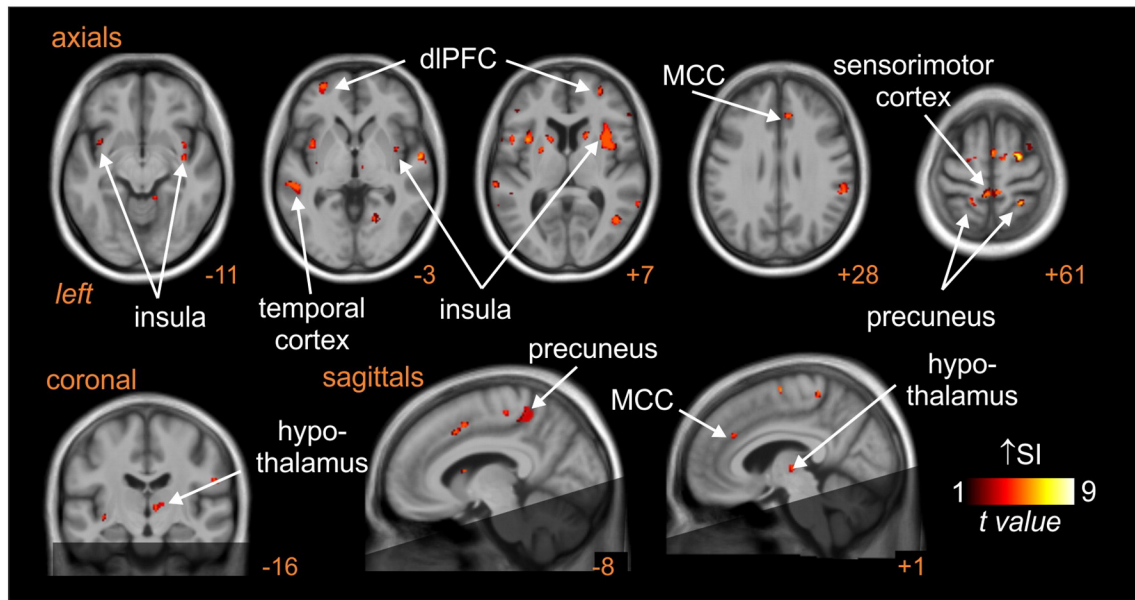 axials
dlPFC
MCC
sensorimotor
cortex
-11
-3
+7
+28
+61
left
insula
temporal
cortex
insula
precuneus
coronal
sagittals
precuneus
hypo-
thalamus
MCC
hypo-
thalamus
↑SI
1
9
t value
-16
-8
+1